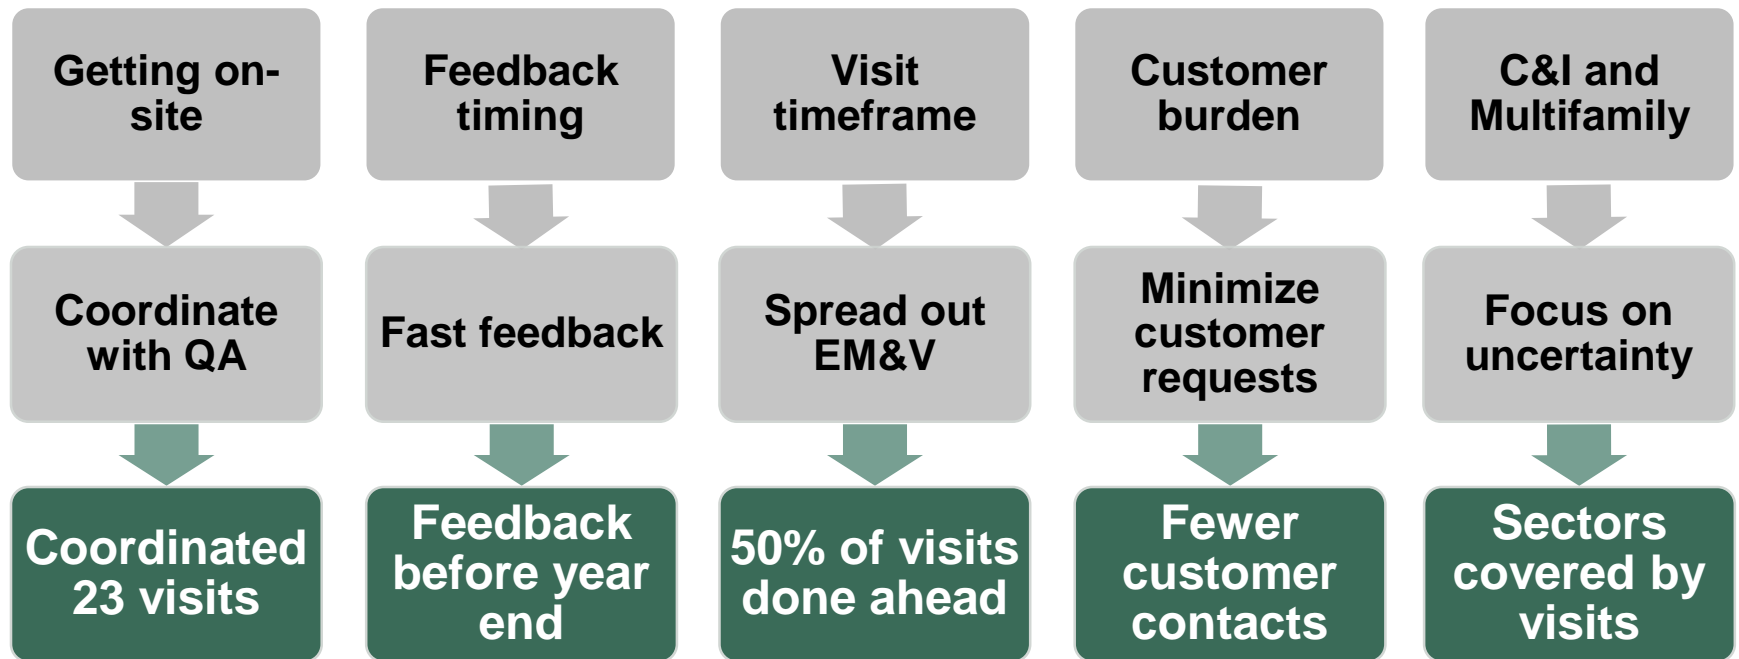 Getting on-
site
Feedback
timing
Visit
timeframe
Customer
burden
C&I and
Multifamily
Coordinate
with QA
Fast feedback
Spread out
EM&V
Minimize
customer
requests
Focus on
uncertainty
Coordinated
23 visits
Feedback
before year
end
50% of visits
done ahead
Fewer
customer
contacts
Sectors
covered by
visits